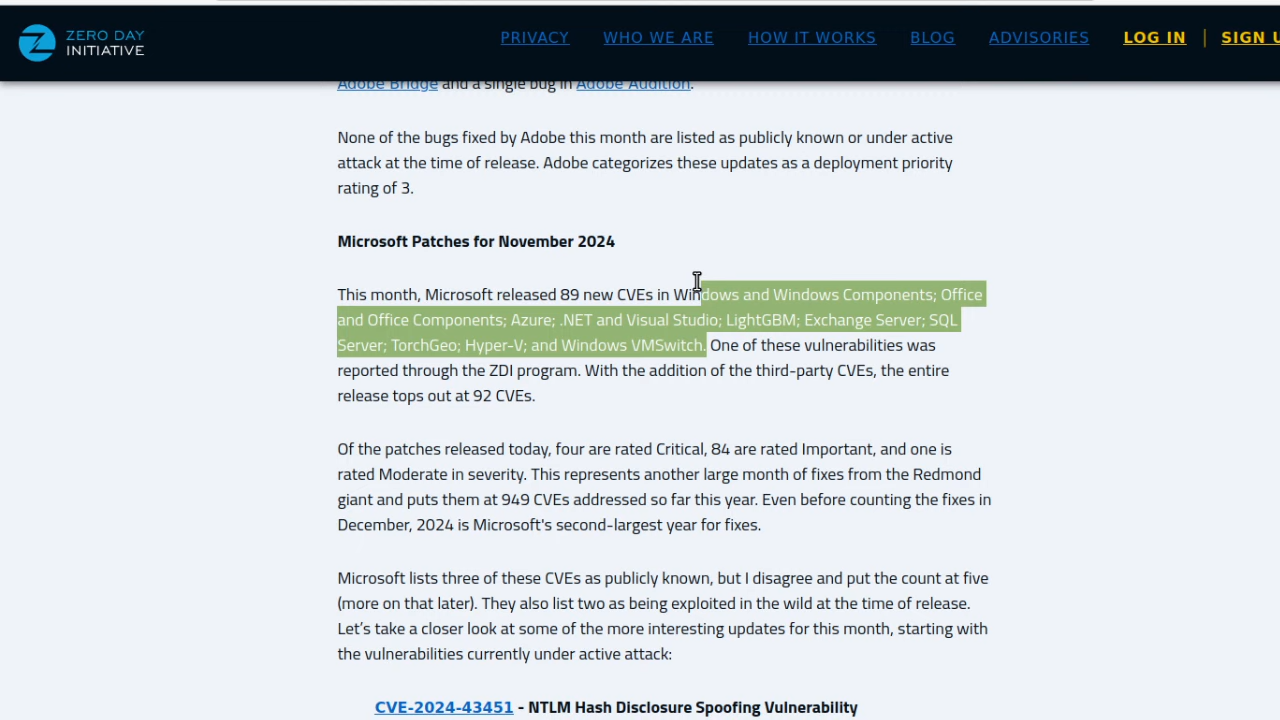 ZERO DAY
INITIATIVE
PRIVACY WHO WE ARE HOW IT WORKS BLOG ADVISORIES LOG IN | SIGN U
Adobe Bridge and a single bug in Adobe Audition.
None of the bugs fixed by Adobe this month are listed as publicly known or under active
attack at the time of release. Adobe categorizes these updates as a deployment priority
rating of 3.
Microsoft Patches for November 2024
This month, Microsoft released 89 new CVEs in Windows and Windows Components; Office
and Office Components; Azure; .NET and Visual Studio; LightGBM; Exchange Server; SQL
Server; TorchGeo; Hyper-V; and Windows VMSwitch. One of these vulnerabilities was
reported through the ZDI program. With the addition of the third-party CVEs, the entire
release tops out at 92 CVEs.
Of the patches released today, four are rated Critical, 84 are rated Important, and one is
rated Moderate in severity. This represents another large month of fixes from the Redmond
giant and puts them at 949 CVEs addressed so far this year. Even before counting the fixes in
December, 2024 is Microsoft's second-largest year for fixes.
Microsoft lists three of these CVEs as publicly known, but I disagree and put the count at five
(more on that later). They also list two as being exploited in the wild at the time of release.
Let’s take a closer look at some of the more interesting updates for this month, starting with
the vulnerabilities currently under active attack:
CVE-2024-43451 - NTLM Hash Disclosure Spoofing Vulnerability